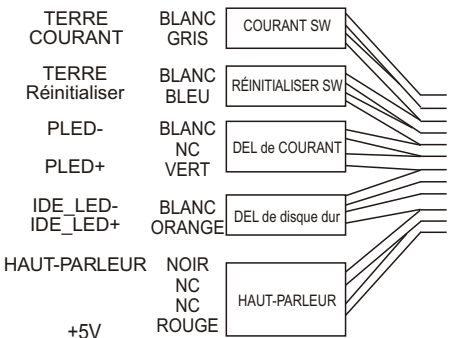 TERRE BLANC COURANT SW
COURANT GRIS
TERRE BLANC RÉINITIALISER SW
Réinitialiser BLEU
PLED- BLANC
NC DEL de COURANT
PLED+ VERT
IDE_LED- BLANC DEL de disque dur
IDE_LED+ ORANGE
HAUT-PARLEUR NOIR
NC
NC HAUT-PARLEUR
+5V ROUGE